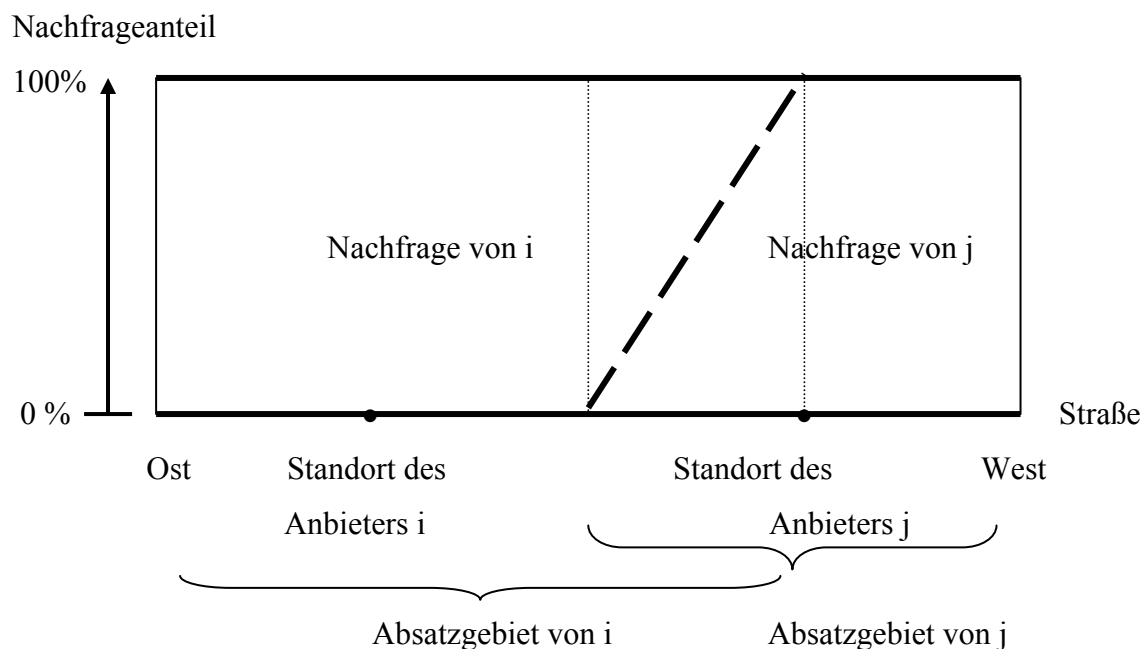 Nachfrageanteil
100%
Nachfrage von i
Nachfrage von j
0 %
Straße
Ost
Standort des
Anbieters i
Standort des
Anbieters j
West
Absatzgebiet von i
Absatzgebiet von j